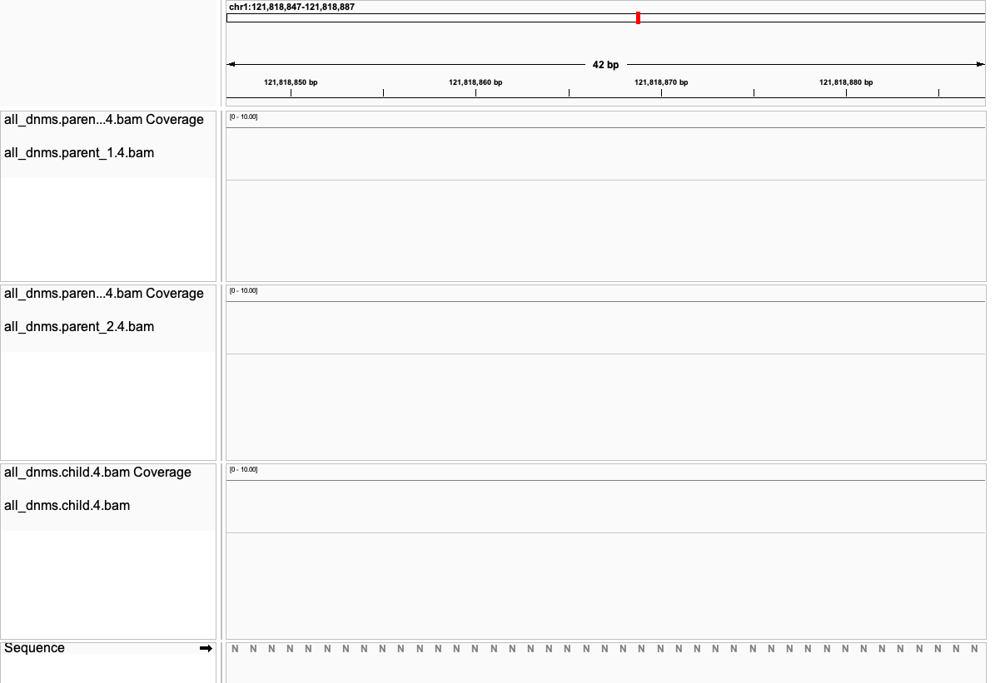 chr1:121,818,847-121,818,887
42 bp
121,818,850 bp 121,818,860 bp 121,818,870 bp 121,818,880 bp
all_dnms.paren...4.bam Coverage
[0 - 10.00]
all_dnms.parent_1.4.bam
all_dnms.paren...4.bam Coverage
[0 - 10.00]
all_dnms.parent_2.4.bam
all_dnms.child.4.bam Coverage
[0 - 10.00]
all_dnms.child.4.bam
Sequence N N N N N N N N N N N N N N N N N N N N N N N N N N N N N N N N N N N N N N N N N